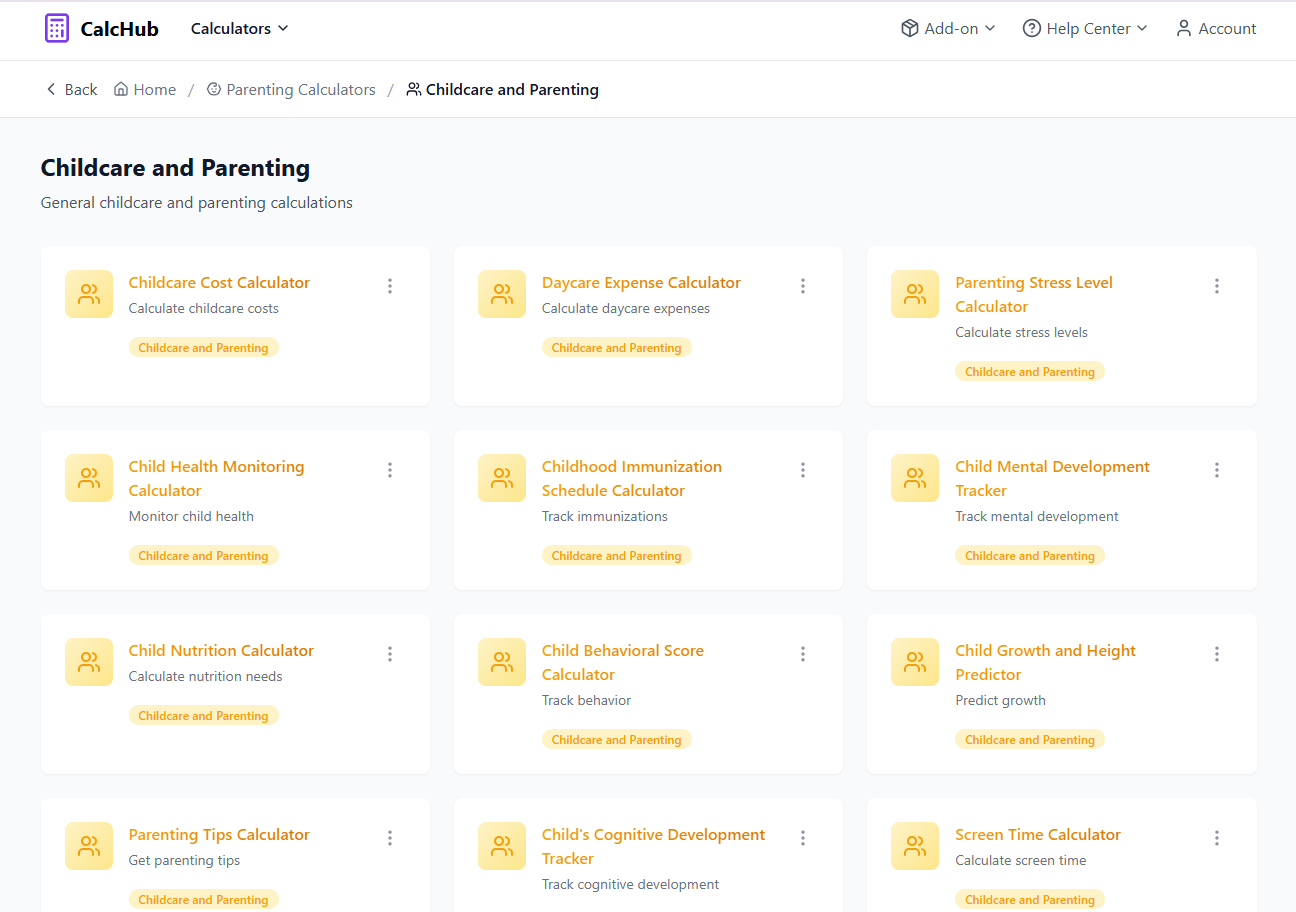 CalcHub
Calculators
Add-on
Help Center
Account
Back
Home
/
Parenting Calculators
/
Childcare and Parenting
Childcare and Parenting
General childcare and parenting calculations
Childcare Cost Calculator
Calculate childcare costs
Childcare and Parenting
Daycare Expense Calculator
Calculate daycare expenses
Childcare and Parenting
Parenting Stress Level
Calculator
Calculate stress levels
Childcare and Parenting
Child Health Monitoring
Calculator
Monitor child health
Childcare and Parenting
Childhood Immunization
Schedule Calculator
Track immunizations
Childcare and Parenting
Child Mental Development
Tracker
Track mental development
Childcare and Parenting
Child Nutrition Calculator
Calculate nutrition needs
Childcare and Parenting
Child Behavioral Score
Calculator
Track behavior
Childcare and Parenting
Child Growth and Height
Predictor
Predict growth
Childcare and Parenting
Parenting Tips Calculator
Get parenting tips
Childcare and Parenting
Child's Cognitive Development
Tracker
Track cognitive development
Screen Time Calculator
Calculate screen time
Childcare and Parenting